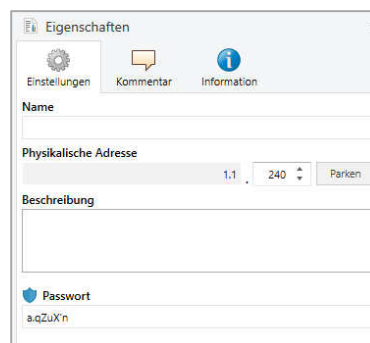 Eigenschaften
Einstellungen Kommentar Information
Name
Physikalische Adresse
1.1 . 240 Parken
Beschreibung
Passwort
a.qZuX'n